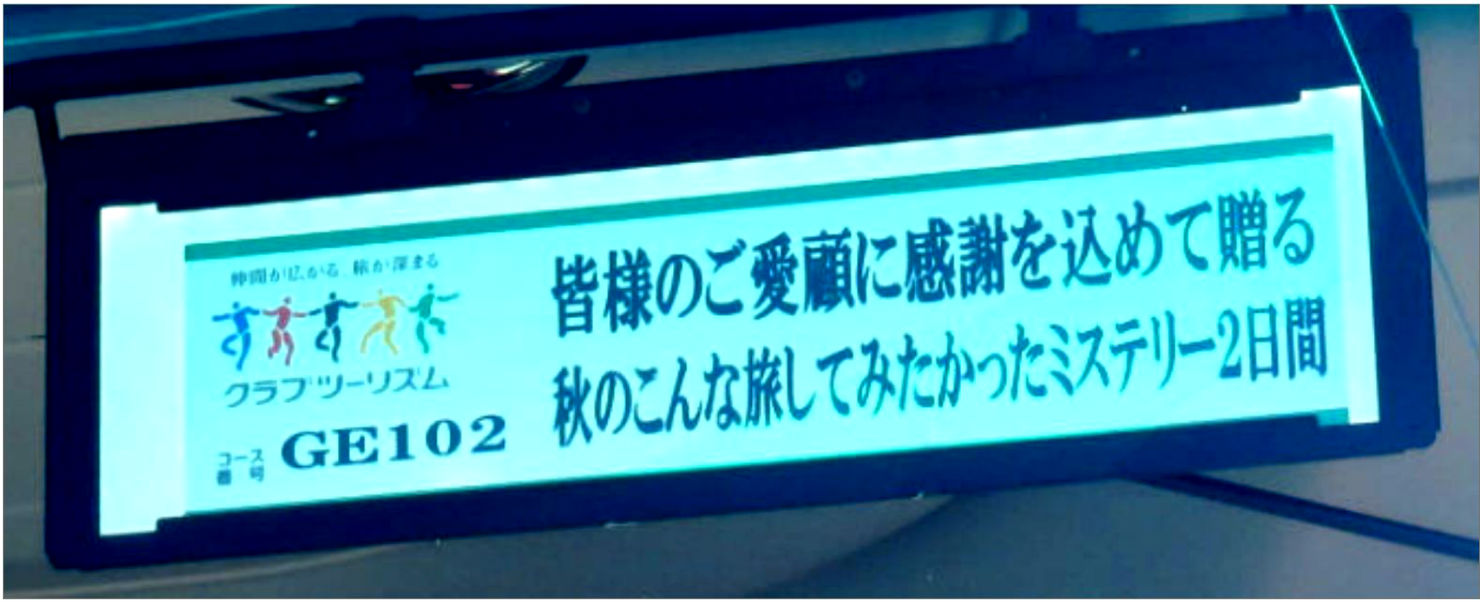 仲間が広がる、旅が深まる
クラブツーリズム
コース番号 GE102
皆様のご愛顧に感謝を込めて贈る
秋のこんな旅してみたかったミステリー2日間